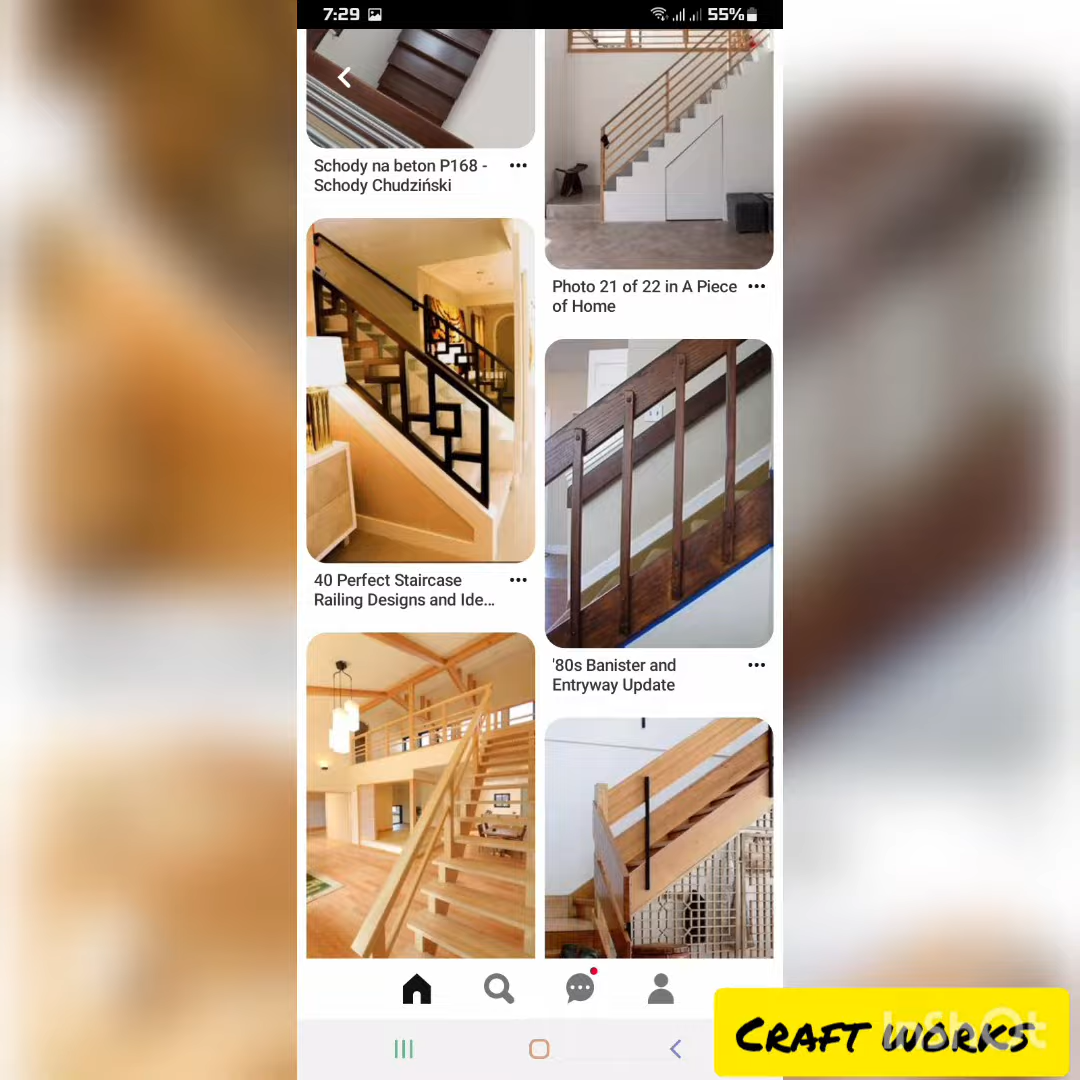 7:29
55%
Schody na beton P168 -
Schody Chudziński
Photo 21 of 22 in A Piece
of Home
40 Perfect Staircase
Railing Designs and Ide...
'80s Banister and
Entryway Update
InShOt
CRAFT WORKS